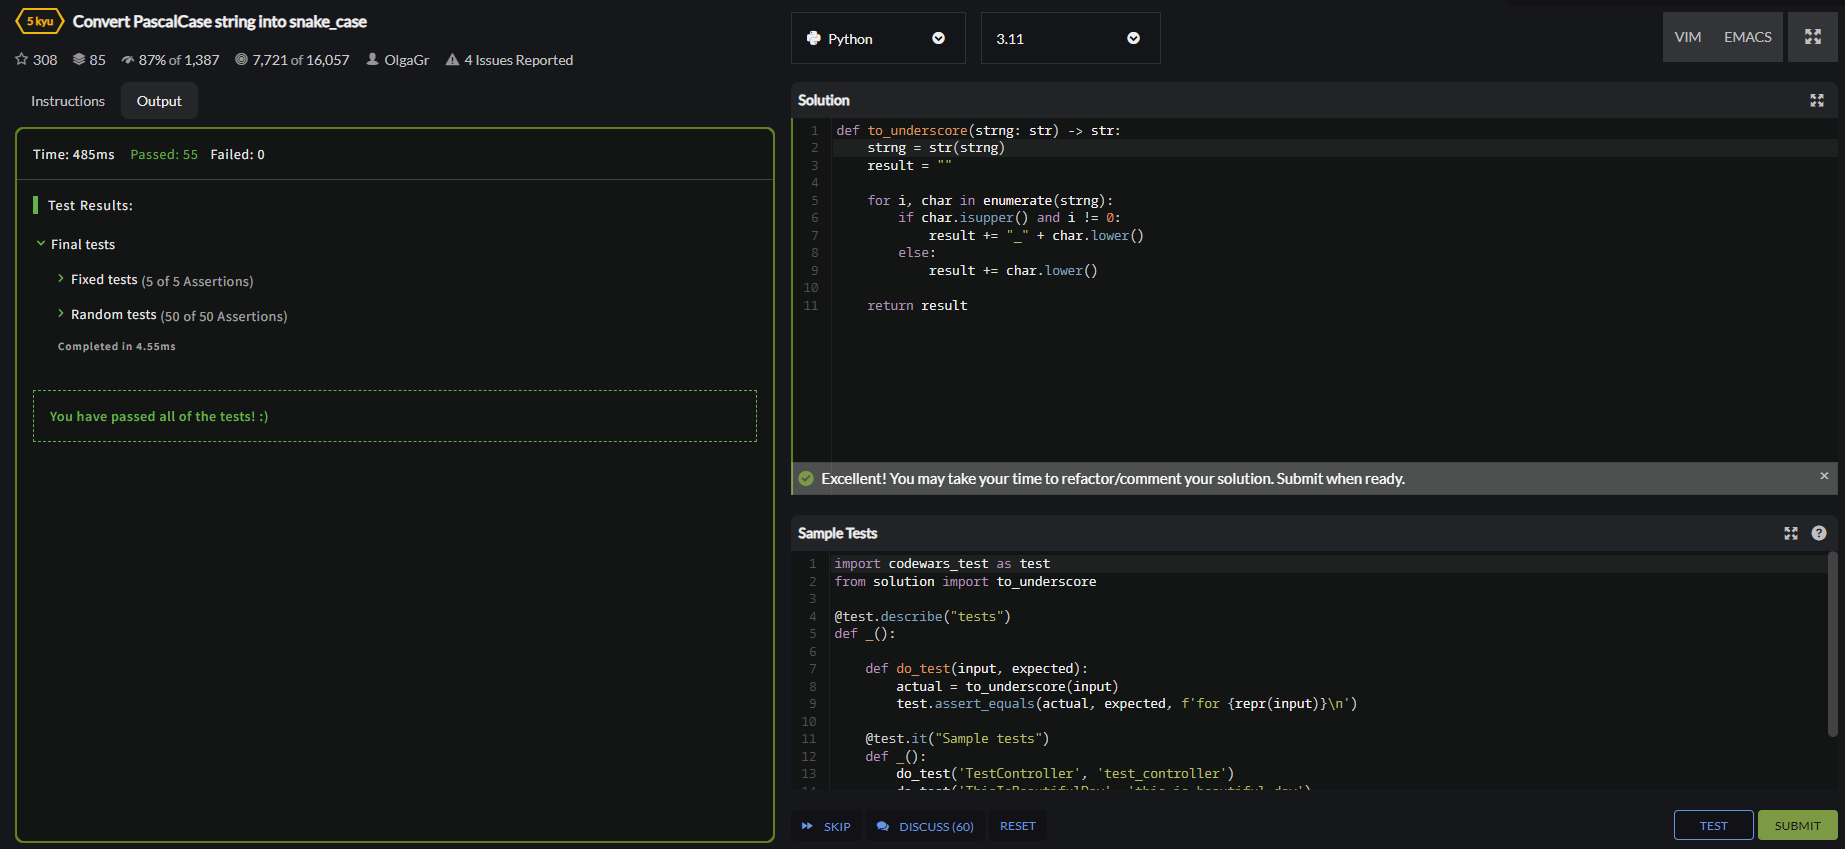 5 kyu Convert PascalCase string into snake_case
308 85 87% of 1,387 7,721 of 16,057 OlgaGr 4 Issues Reported
Instructions Output
Time: 485ms Passed: 55 Failed: 0
Test Results:
Final tests
Fixed tests (5 of 5 Assertions)
Random tests (50 of 50 Assertions)
Completed in 4.55ms
You have passed all of the tests! :)
Python 3.11 VIM EMACS
Solution
1 def to_underscore(strng: str) -> str:
2     strng = str(strng)
3     result = ""
4
5     for i, char in enumerate(strng):
6         if char.isupper() and i != 0:
7             result += "_" + char.lower()
8         else:
9             result += char.lower()
10
11     return result
Excellent! You may take your time to refactor/comment your solution. Submit when ready. ×
Sample Tests ?
1 import codewars_test as test
2 from solution import to_underscore
3
4 @test.describe("tests")
5 def _():
6
7     def do_test(input, expected):
8         actual = to_underscore(input)
9         test.assert_equals(actual, expected, f'for {repr(input)}\n')
10
11     @test.it("Sample tests")
12     def _():
13         do_test('TestController', 'test_controller')
14         do_test('ThisIsBeautifulDay', 'this_is_beautiful_day')
SKIP DISCUSS (60) RESET TEST SUBMIT